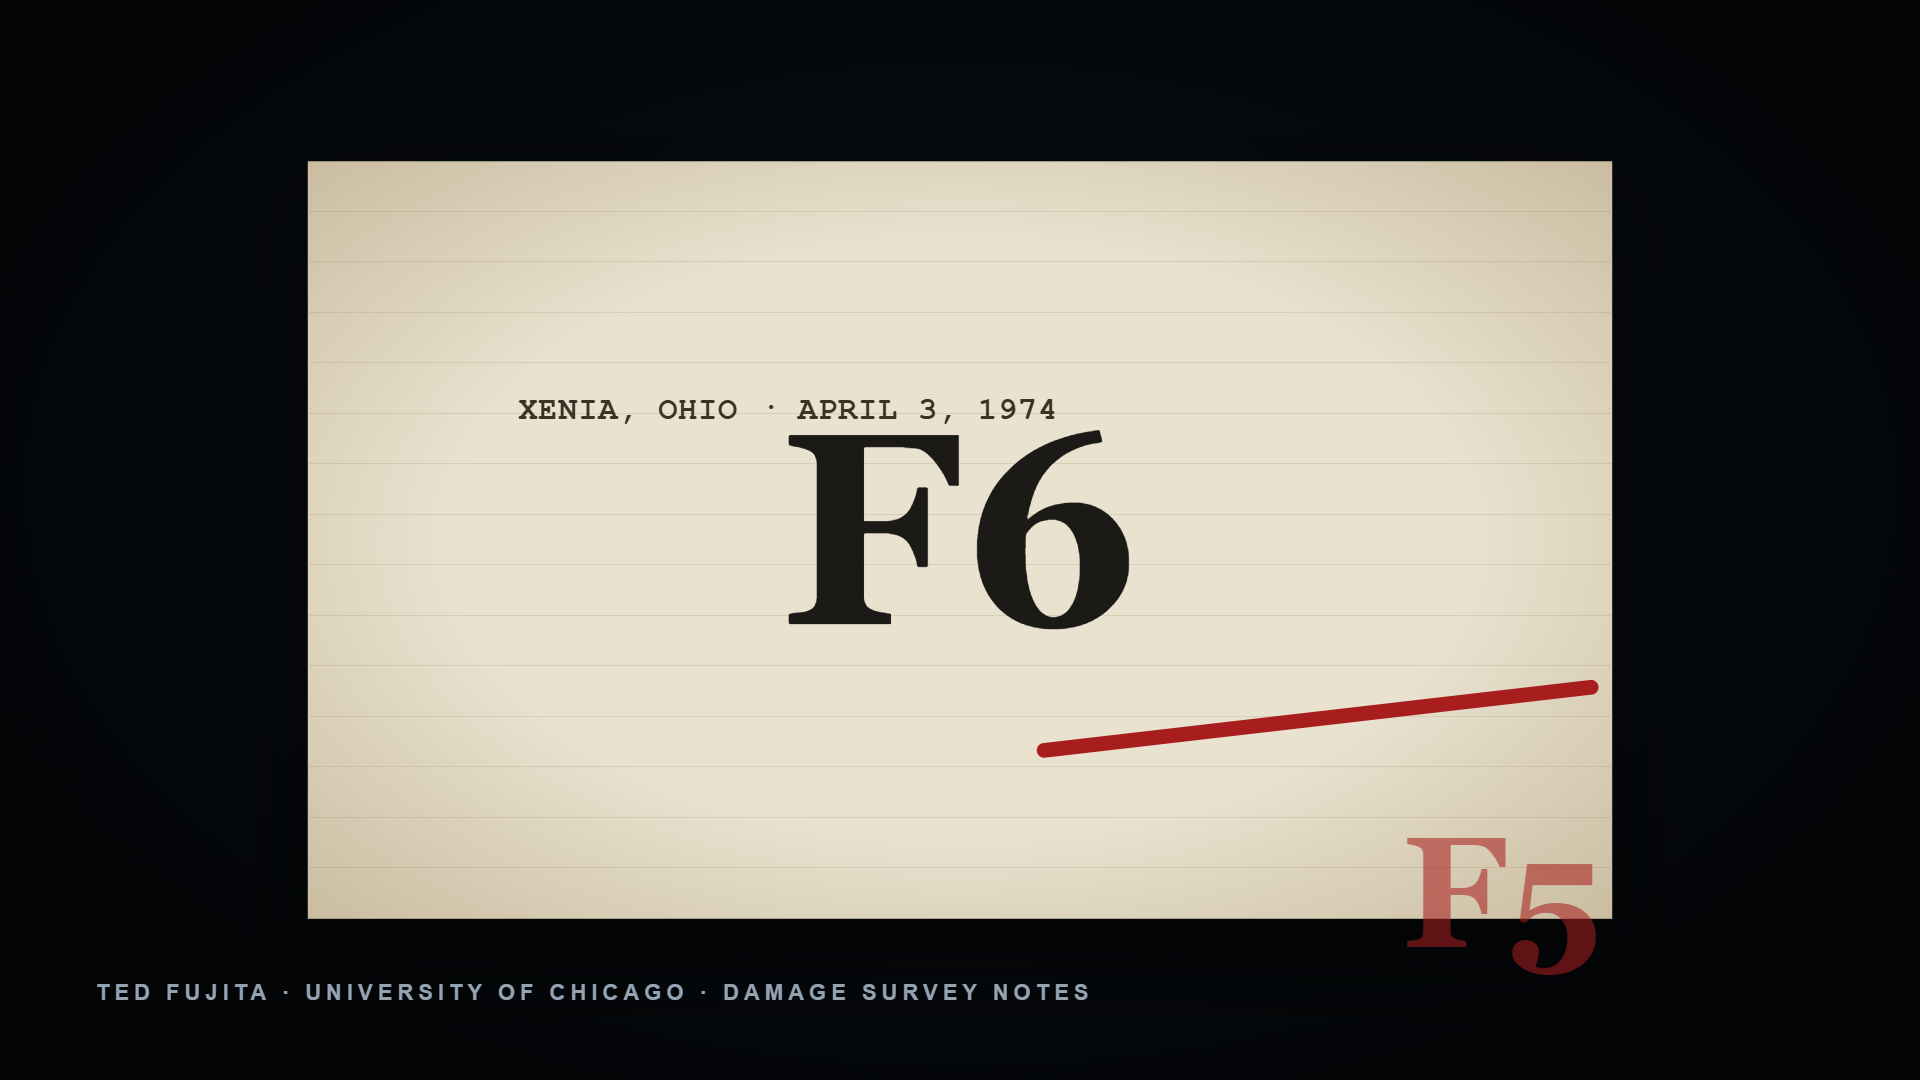 XENIA, OHIO · APRIL 3, 1974
F6
F5
TED FUJITA · UNIVERSITY OF CHICAGO · DAMAGE SURVEY NOTES